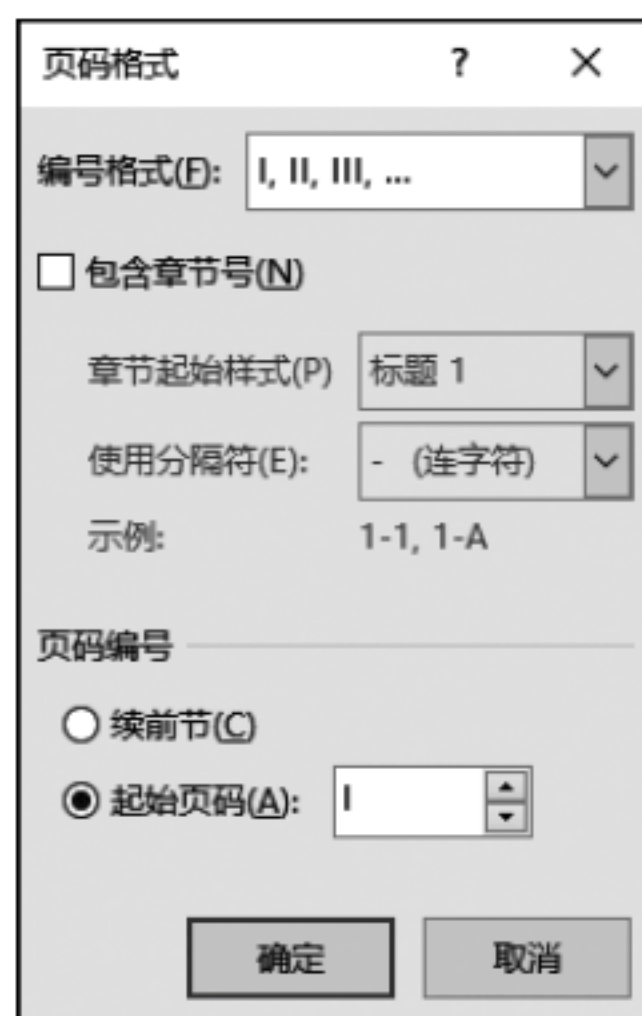 页码格式 ? ×
编号格式(F): I, II, III, ...
包含章节号(N)
章节起始样式(P) 标题 1
使用分隔符(E): - (连字符)
示例: 1-1, 1-A
页码编号
续前节(C)
起始页码(A): I
确定 取消